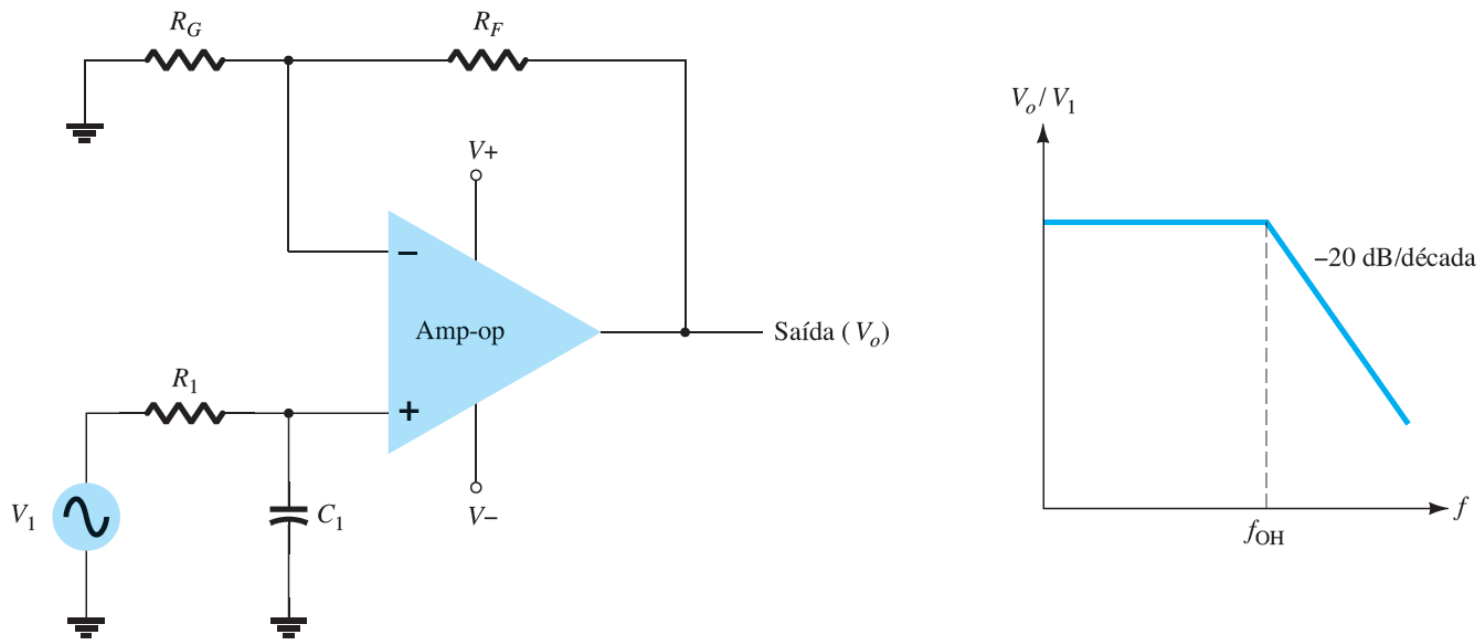 R_G
R_F
V+
−
Amp-op
Saída (V_o)
R_1
+
V_1
C_1
V−
V_o / V_1
−20 dB/década
f
f_OH